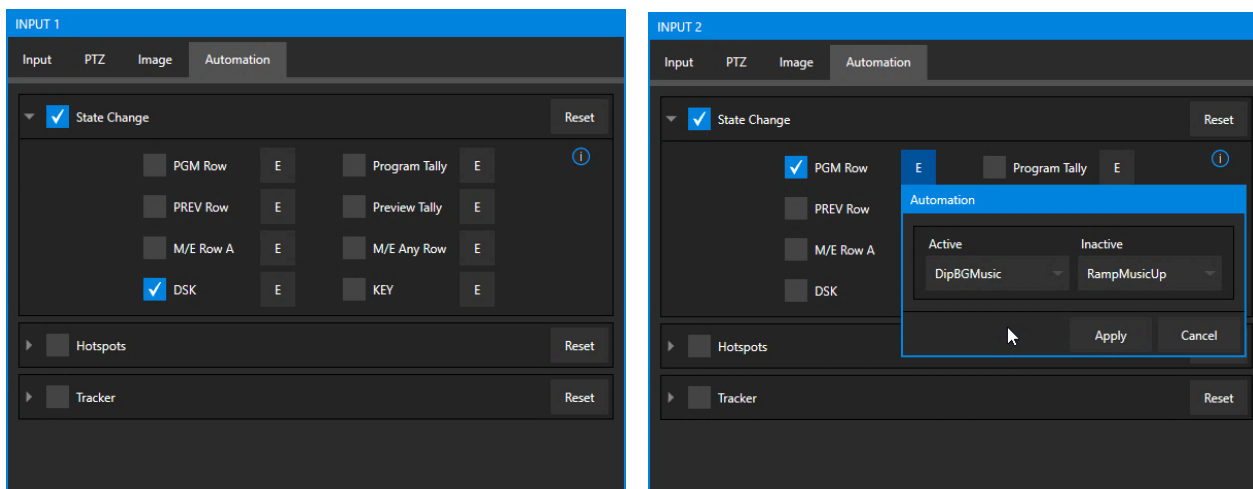 INPUT 1
Input PTZ Image Automation
State Change Reset
PGM Row E Program Tally E
PREV Row E Preview Tally E
M/E Row A E M/E Any Row E
DSK E KEY E
Hotspots Reset
Tracker Reset
INPUT 2
Input PTZ Image Automation
State Change Reset
PGM Row E Program Tally E
PREV Row
M/E Row A
DSK
Automation
Active Inactive
DipBGMusic RampMusicUp
Apply Cancel
Hotspots
Tracker Reset